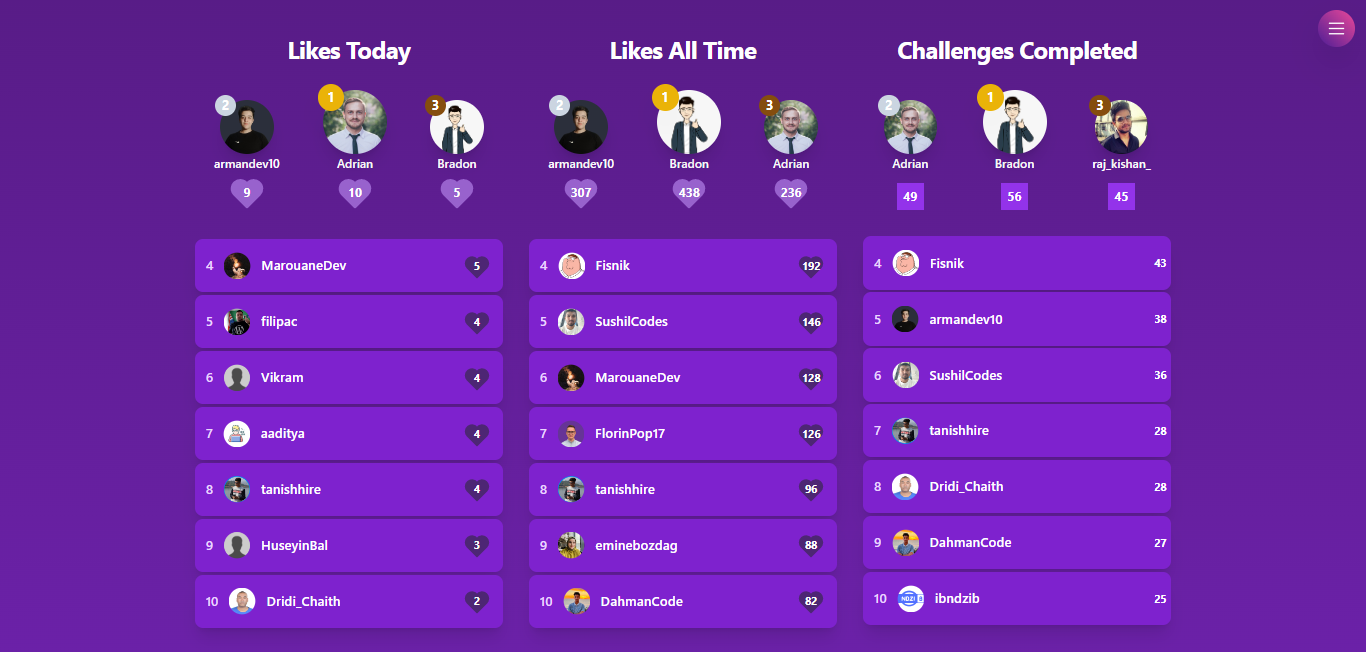 Likes Today
2
1
3
armandev10
Adrian
Bradon
9
10
5
4 MarouaneDev 5
5 filipac 4
6 Vikram 4
7 aaditya 4
8 tanishhire 4
9 HuseyinBal 3
10 Dridi_Chaith 2
Likes All Time
2
1
3
armandev10
Bradon
Adrian
307
438
236
4 Fisnik 192
5 SushilCodes 146
6 MarouaneDev 128
7 FlorinPop17 126
8 tanishhire 96
9 eminebozdag 88
10 DahmanCode 82
Challenges Completed
2
1
3
Adrian
Bradon
raj_kishan_
49
56
45
4 Fisnik 43
5 armandev10 38
6 SushilCodes 36
7 tanishhire 28
8 Dridi_Chaith 28
9 DahmanCode 27
10 NDZI B ibndzib 25